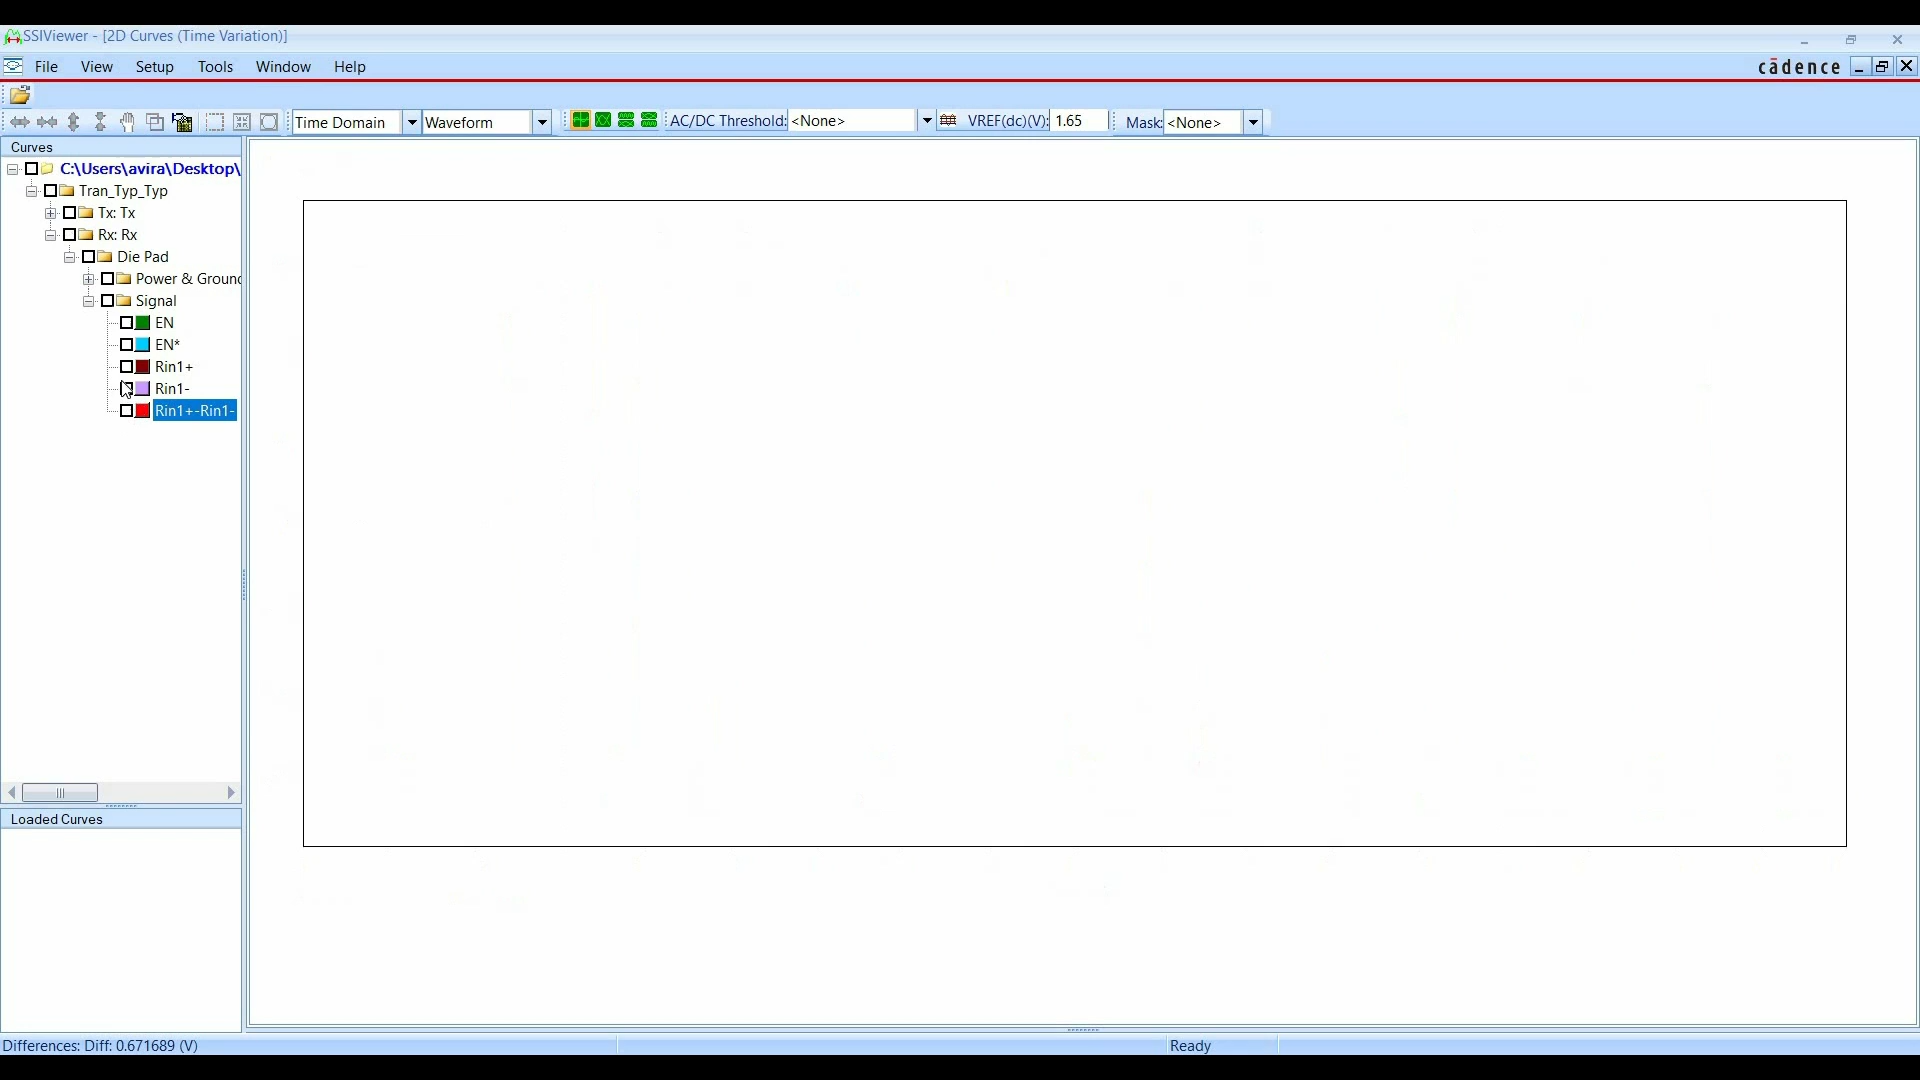 SSIViewer - [2D Curves (Time Variation)]
File View Setup Tools Window Help
cādence
Time Domain Waveform AC/DC Threshold: <None> VREF(dc)(V): 1.65 Mask: <None>
Curves
C:\Users\avira\Desktop\
Tran_Typ_Typ
Tx: Tx
Rx: Rx
Die Pad
Power & Ground
Signal
EN
EN*
Rin1+
Rin1-
Rin1+-Rin1-
Loaded Curves
Differences: Diff: 0.671689 (V)
Ready